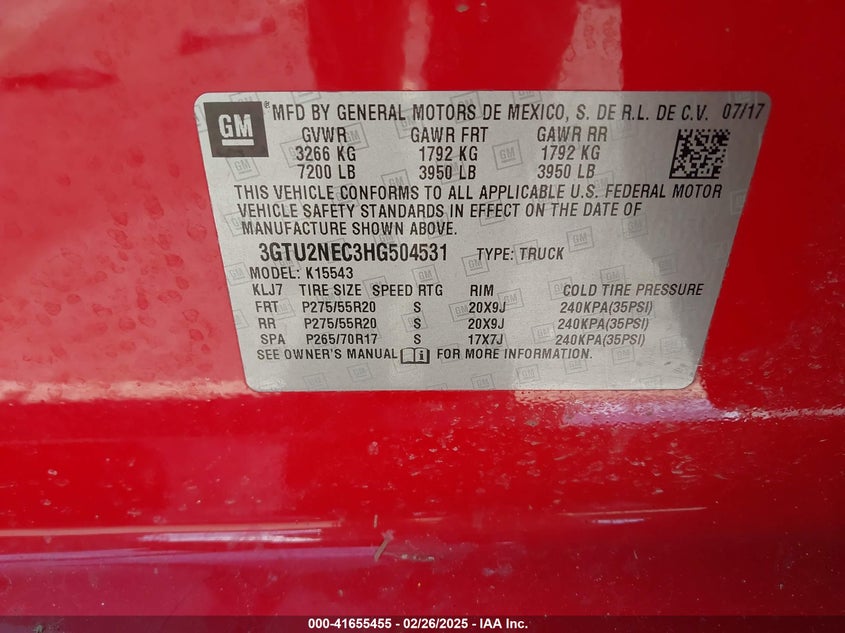 GM
® MFD BY GENERAL MOTORS DE MEXICO, S. DE R.L. DE C.V. 07/17
GVWR GAWR FRT GAWR RR
3266 KG 1792 KG 1792 KG
7200 LB 3950 LB 3950 LB
THIS VEHICLE CONFORMS TO ALL APPLICABLE U.S. FEDERAL MOTOR
VEHICLE SAFETY STANDARDS IN EFFECT ON THE DATE OF
MANUFACTURE SHOWN ABOVE.
3GTU2NEC3HG504531 TYPE: TRUCK
MODEL: K15543
KLJ7 TIRE SIZE SPEED RTG RIM COLD TIRE PRESSURE
FRT P275/55R20 S 20X9J 240KPA(35PSI)
RR P275/55R20 S 20X9J 240KPA(35PSI)
SPA P265/70R17 S 17X7J 240KPA(35PSI)
SEE OWNER'S MANUAL i FOR MORE INFORMATION.
000-41655455 - 02/26/2025 - IAA Inc.